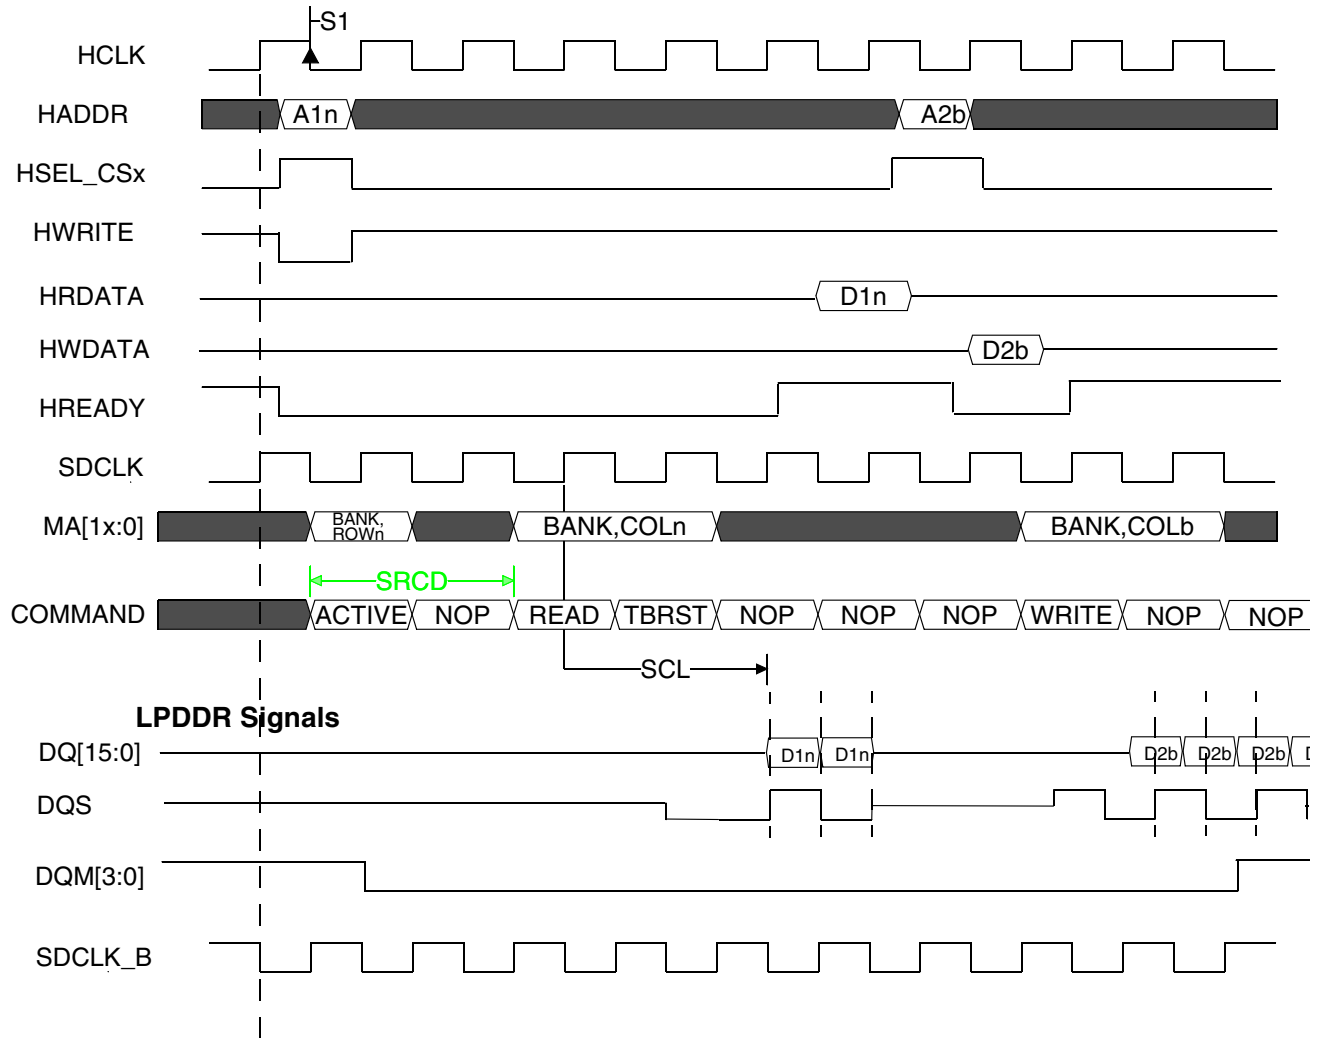 S1
HCLK
HADDR A1n A2b
HSEL_CSx
HWRITE
HRDATA D1n
HWDATA D2b
HREADY
SDCLK
MA[1x:0] BANK, ROWn BANK,COLn BANK,COLb
SRCD
COMMAND ACTIVE NOP READ TBRST NOP NOP NOP WRITE NOP NOP
SCL
LPDDR Signals
DQ[15:0] D1n D1n D2b D2b D2b
DQS
DQM[3:0]
SDCLK_B